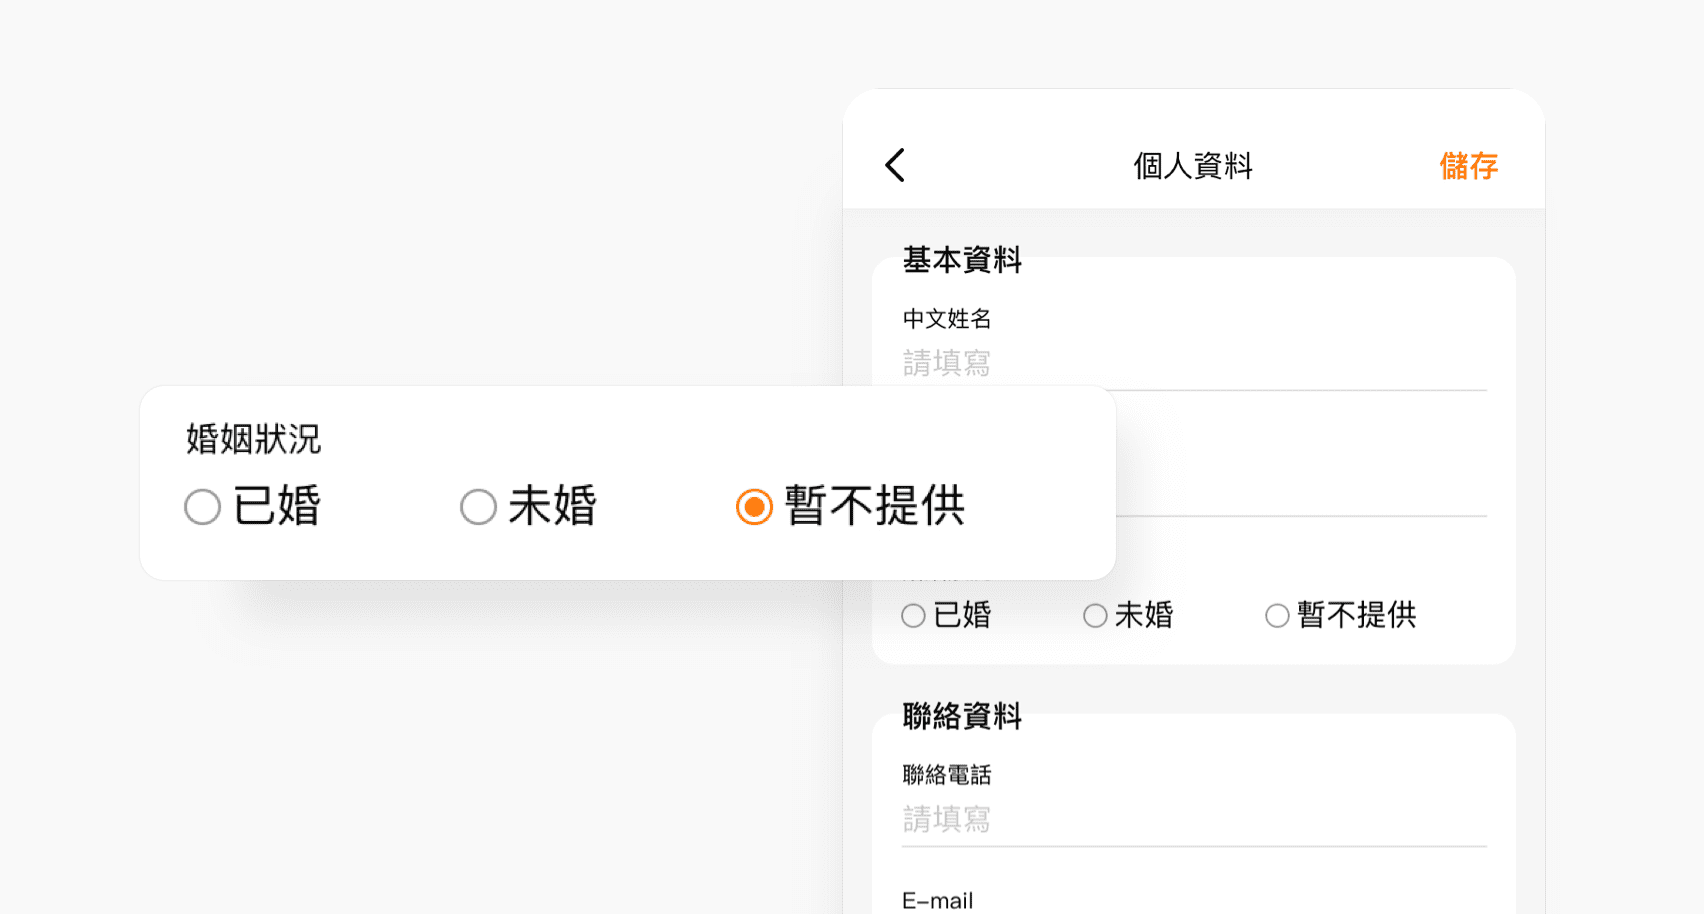 個人資料
儲存
基本資料
中文姓名
請填寫
婚姻狀況
已婚
未婚
暫不提供
已婚
未婚
暫不提供
聯絡資料
聯絡電話
請填寫
E-mail